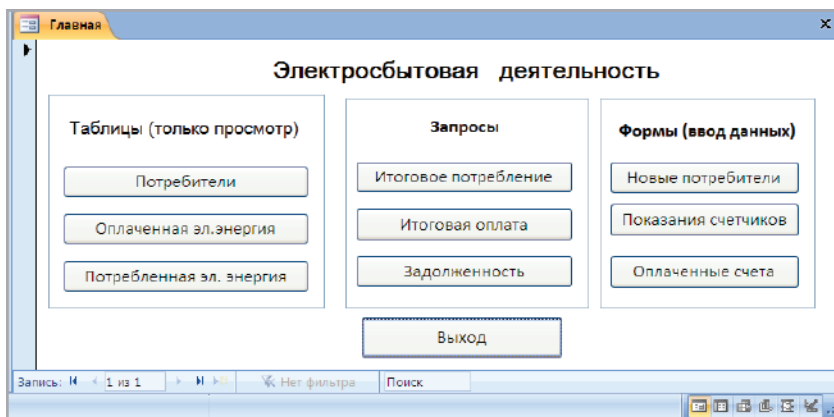 Главная
Электросбытовая деятельность
Таблицы (только просмотр)
Потребители
Оплаченная эл.энергия
Потребленная эл. энергия
Запросы
Итоговое потребление
Итоговая оплата
Задолженность
Формы (ввод данных)
Новые потребители
Показания счетчиков
Оплаченные счета
Выход
Запись: 1 из 1 Нет фильтра Поиск